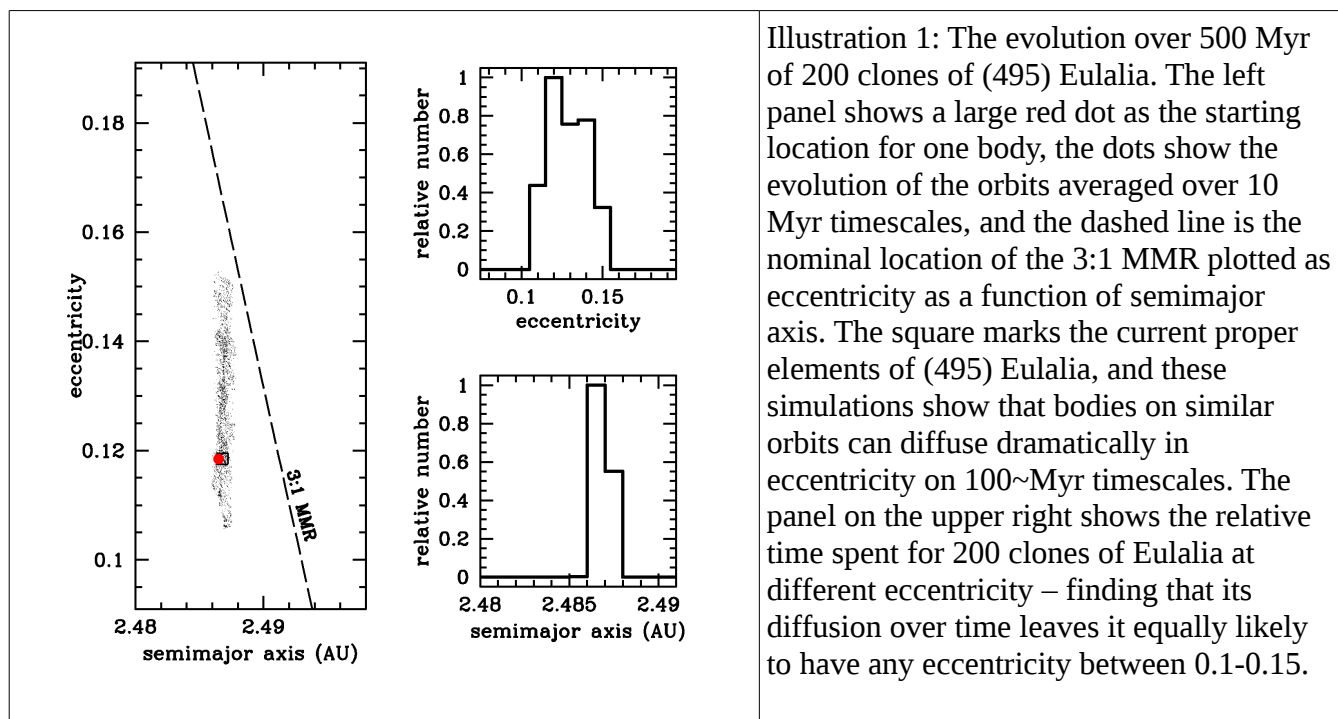 0.18
0.16
0.14
0.12
0.1
eccentricity
3:1 MMR
2.48
2.49
semimajor axis (AU)
1
0.8
0.6
0.4
0.2
0
relative number
0.1
0.15
eccentricity
1
0.8
0.6
0.4
0.2
0
relative number
2.48
2.485
2.49
semimajor axis (AU)
Illustration 1: The evolution over 500 Myr
of 200 clones of (495) Eulalia. The left
panel shows a large red dot as the starting
location for one body, the dots show the
evolution of the orbits averaged over 10
Myr timescales, and the dashed line is the
nominal location of the 3:1 MMR plotted as
eccentricity as a function of semimajor
axis. The square marks the current proper
elements of (495) Eulalia, and these
simulations show that bodies on similar
orbits can diffuse dramatically in
eccentricity on 100~Myr timescales. The
panel on the upper right shows the relative
time spent for 200 clones of Eulalia at
different eccentricity – finding that its
diffusion over time leaves it equally likely
to have any eccentricity between 0.1-0.15.